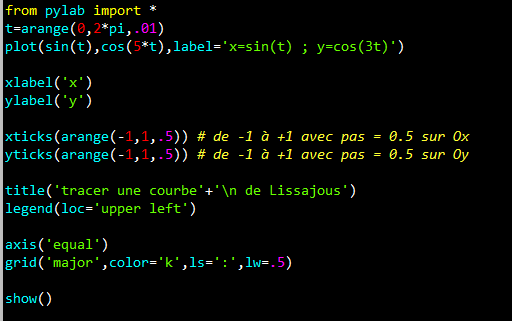 from pylab import *
t=arange(0,2*pi,.01)
plot(sin(t),cos(5*t),label='x=sin(t) ; y=cos(3t)')
xlabel('x')
ylabel('y')
xticks(arange(-1,1,.5)) # de -1 à +1 avec pas = 0.5 sur Ox
yticks(arange(-1,1,.5)) # de -1 à +1 avec pas = 0.5 sur Oy
title('tracer une courbe'+'\n de Lissajous')
legend(loc='upper left')
axis('equal')
grid('major',color='k',ls=':',lw=.5)
show()